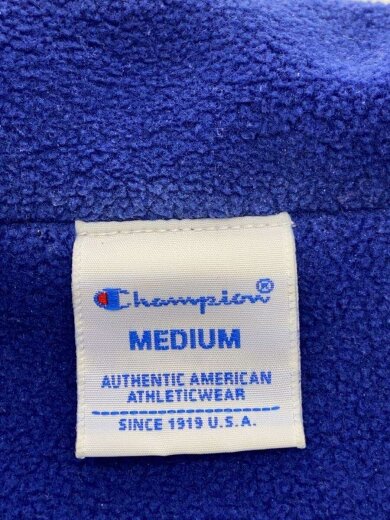 Champion®
MEDIUM
AUTHENTIC AMERICAN
ATHLETICWEAR
SINCE 1919 U.S.A.